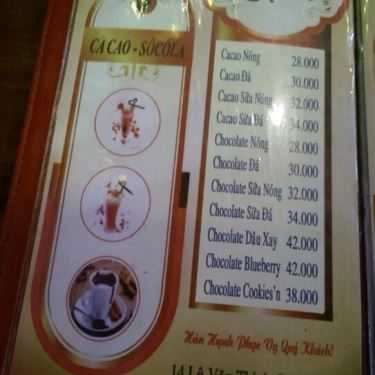 CA CAO - SÔCÔLA
Cacao Nóng 28.000
Cacao Đá 30.000
Cacao Sữa Nóng 32.000
Cacao Sữa Đá 34.000
Chocolate Nóng 28.000
Chocolate Đá 30.000
Chocolate Sữa Nóng 32.000
Chocolate Sữa Đá 34.000
Chocolate Dâu Xay 42.000
Chocolate Blueberry 42.000
Chocolate Cookies'n 38.000
Hân Hạnh Phục Vụ Quý Khách!
14 Lê Văn